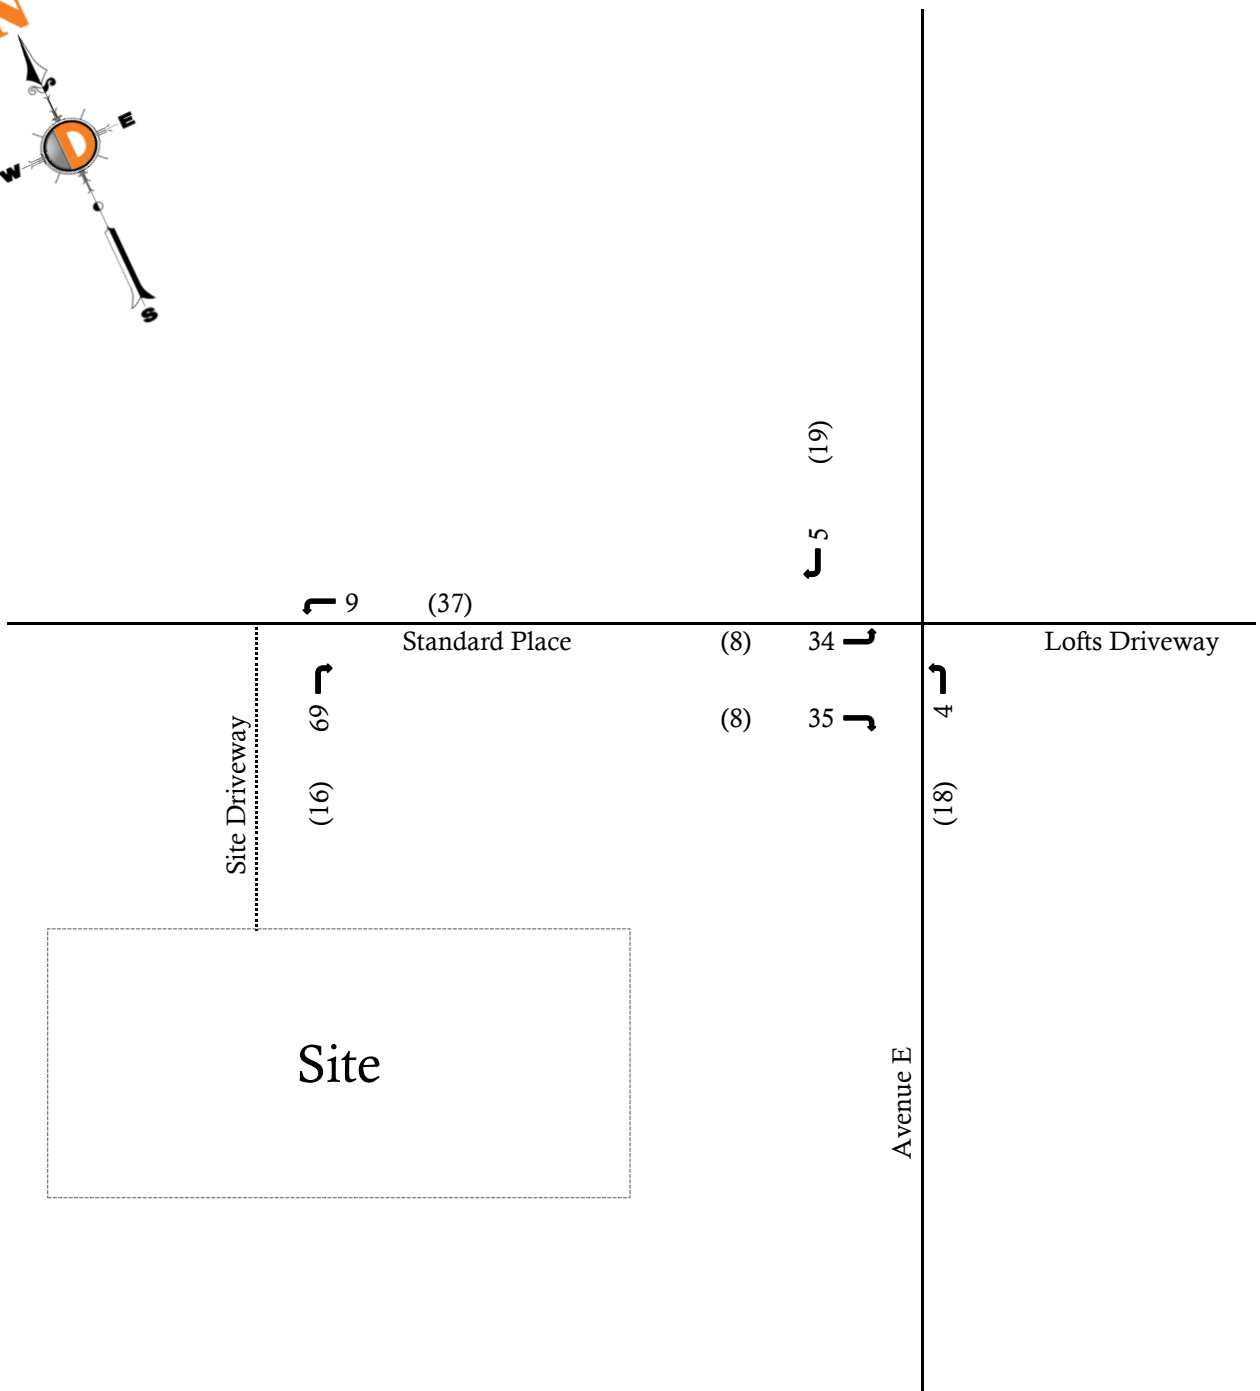 N
E
D
W
S
(19)
5
9 (37)
Standard Place
(8) 34
Lofts Driveway
69
(8) 35
4
Site Driveway
(16)
(18)
Site
Avenue E